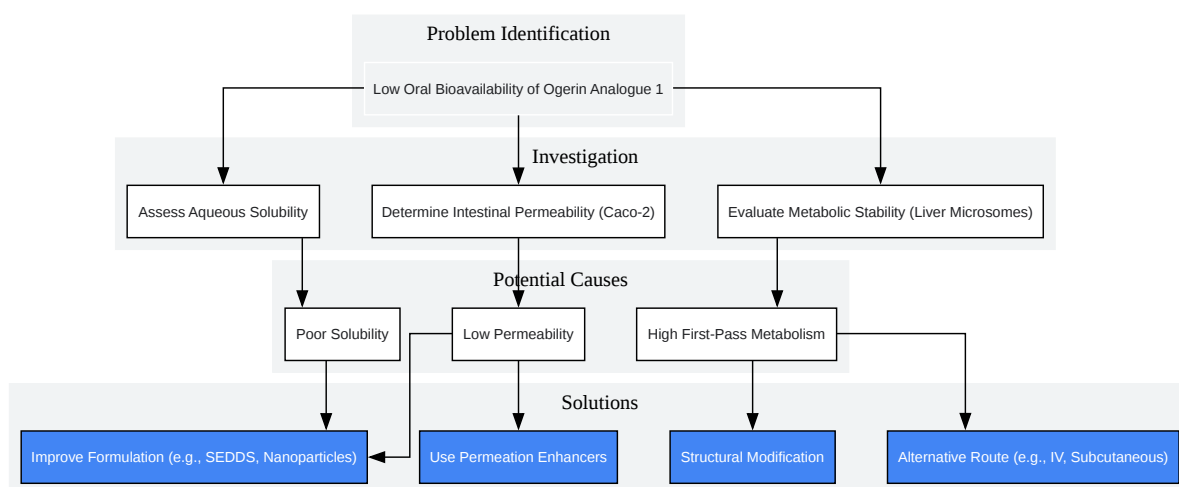 Problem Identification
Low Oral Bioavailability of Ogerin Analogue 1
Investigation
Assess Aqueous Solubility
Determine Intestinal Permeability (Caco-2)
Evaluate Metabolic Stability (Liver Microsomes)
Potential Causes
Poor Solubility
Low Permeability
High First-Pass Metabolism
Solutions
Improve Formulation (e.g., SEDDS, Nanoparticles)
Use Permeation Enhancers
Structural Modification
Alternative Route (e.g., IV, Subcutaneous)